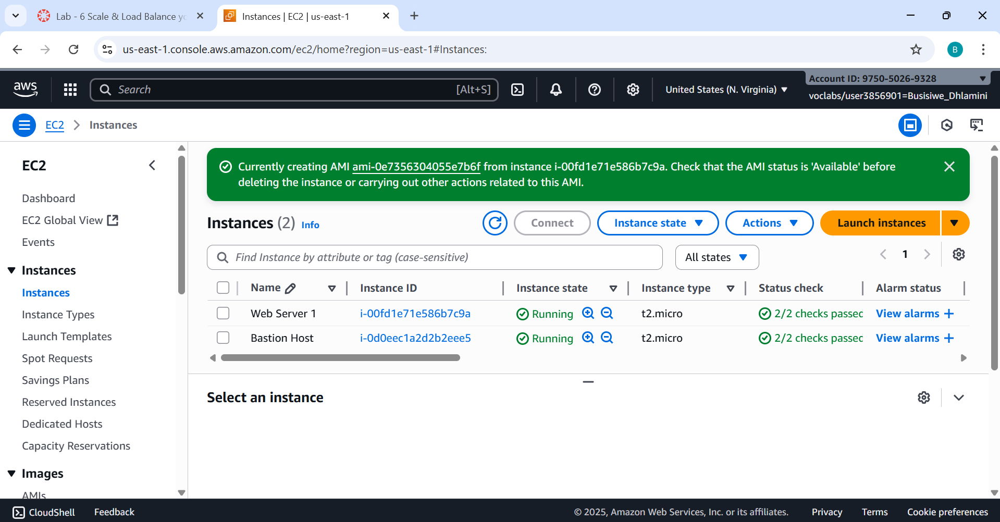 Lab - 6 Scale & Load Balance yo
Instances | EC2 | us-east-1
us-east-1.console.aws.amazon.com/ec2/home?region=us-east-1#Instances:
B
aws
Search
[Alt+S]
United States (N. Virginia)
Account ID: 9750-5026-9328
voclabs/user3856901=Busisiwe_Dhlamini
EC2
Instances
EC2
Dashboard
EC2 Global View
Events
Instances
Instances
Instance Types
Launch Templates
Spot Requests
Savings Plans
Reserved Instances
Dedicated Hosts
Capacity Reservations
Images
AMIs
Currently creating AMI ami-0e7356304055e7b6f from instance i-00fd1e71e586b7c9a. Check that the AMI status is 'Available' before
deleting the instance or carrying out other actions related to this AMI.
Instances (2) Info
Connect
Instance state
Actions
Launch instances
Find Instance by attribute or tag (case-sensitive)
All states
1
Name Instance ID Instance state Instance type Status check Alarm status
Web Server 1 i-00fd1e71e586b7c9a Running t2.micro 2/2 checks passed View alarms +
Bastion Host i-0d0eec1a2d2b2eee5 Running t2.micro 2/2 checks passed View alarms +
Select an instance
CloudShell
Feedback
© 2025, Amazon Web Services, Inc. or its affiliates.
Privacy
Terms
Cookie preferences